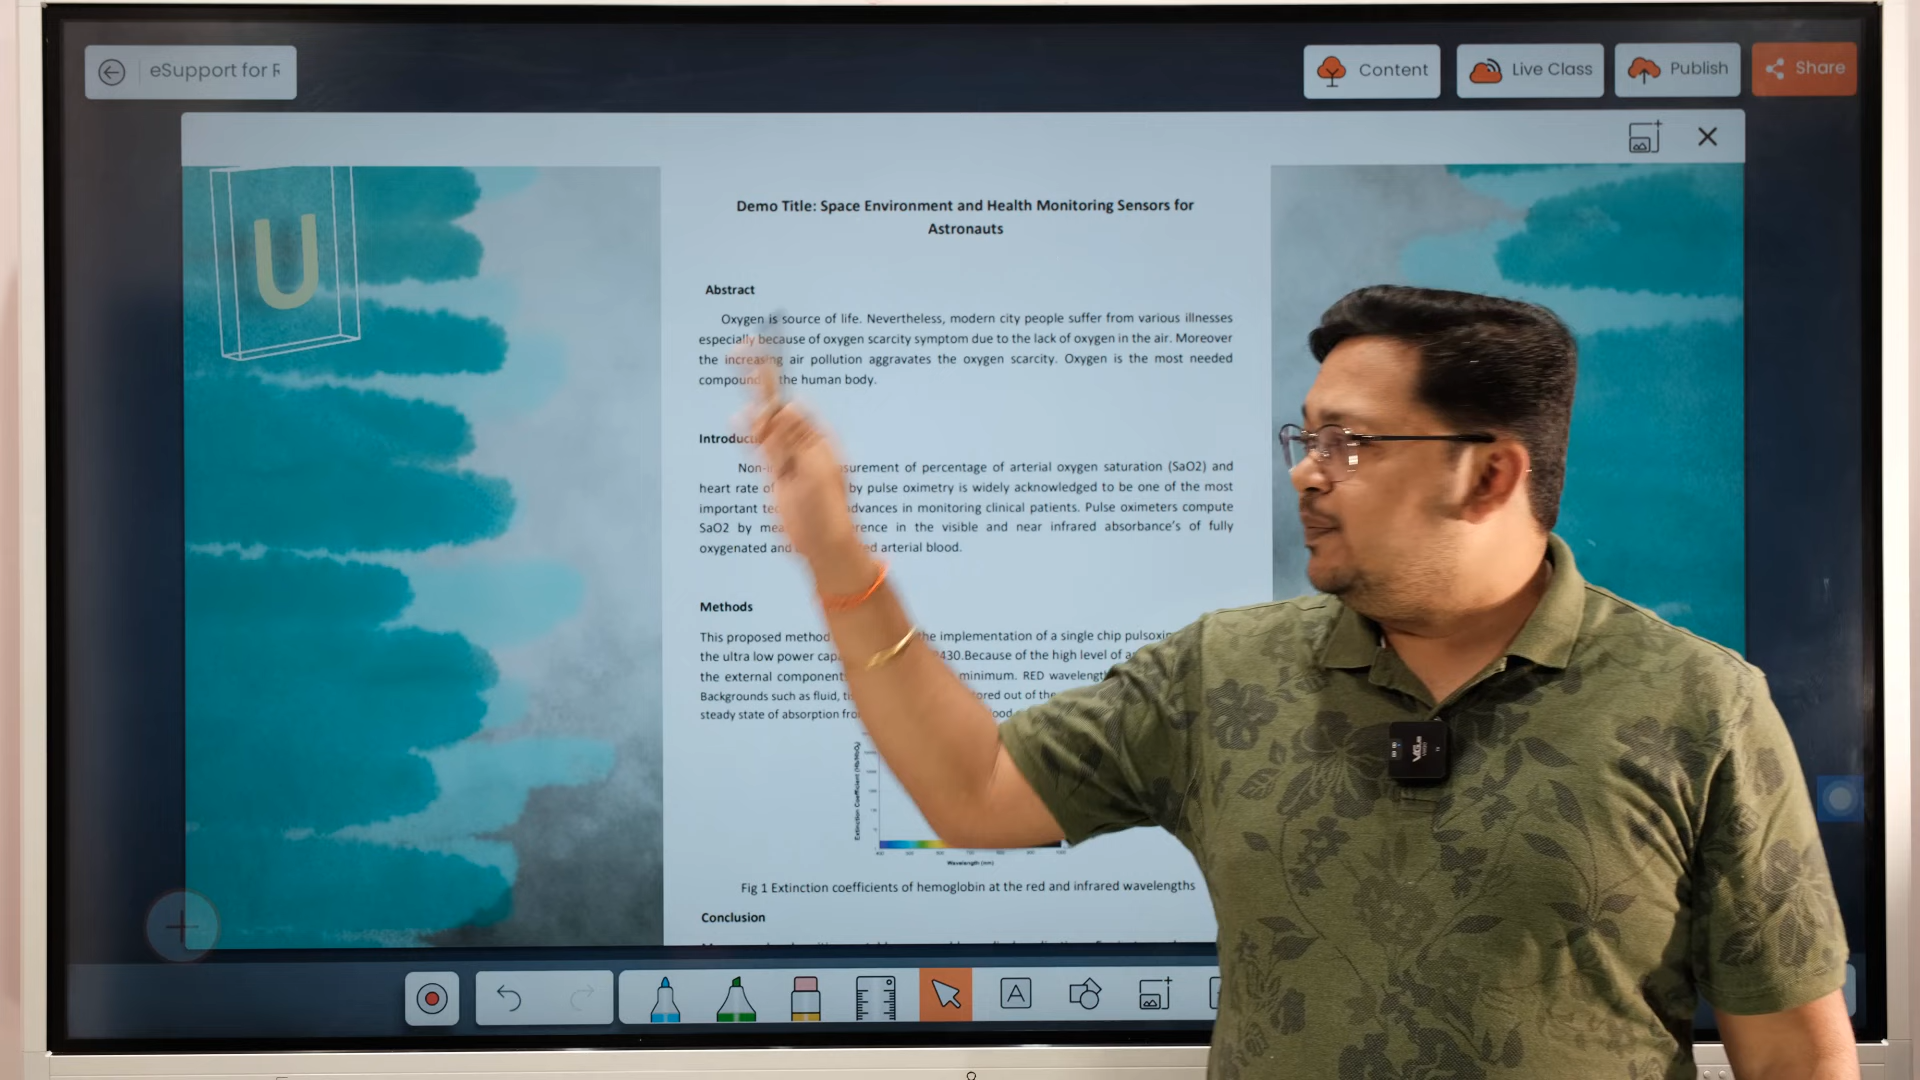 eSupport for F
Content
Live Class
Publish
Share
U
Demo Title: Space Environment and Health Monitoring Sensors for
Astronauts
Abstract
Oxygen is source of life. Nevertheless, modern city people suffer from various illnesses
especially because of oxygen scarcity symptom due to the lack of oxygen in the air. Moreover
the increasing air pollution aggravates the oxygen scarcity. Oxygen is the most needed
compound the human body.
Introduc
Non- surement of percentage of arterial oxygen saturation (SaO2) and
heart rate of by pulse oximetry is widely acknowledged to be one of the most
important dvances in monitoring clinical patients. Pulse oximeters compute
SaO2 by rence in the visible and near infrared absorbance's of fully
oxygenated and ed arterial blood.
Methods
This proposed method the implementation of a single chip
the ultra low power 430.Because of the high level of
the external component minimum. RED
Backgrounds such as fluid, ored out of the
steady state of absorption
Extinction Coefficient
Wavelength (nm)
Fig 1 Extinction coefficients of hemoglobin at the red and infrared wavelengths
Conclusion
A